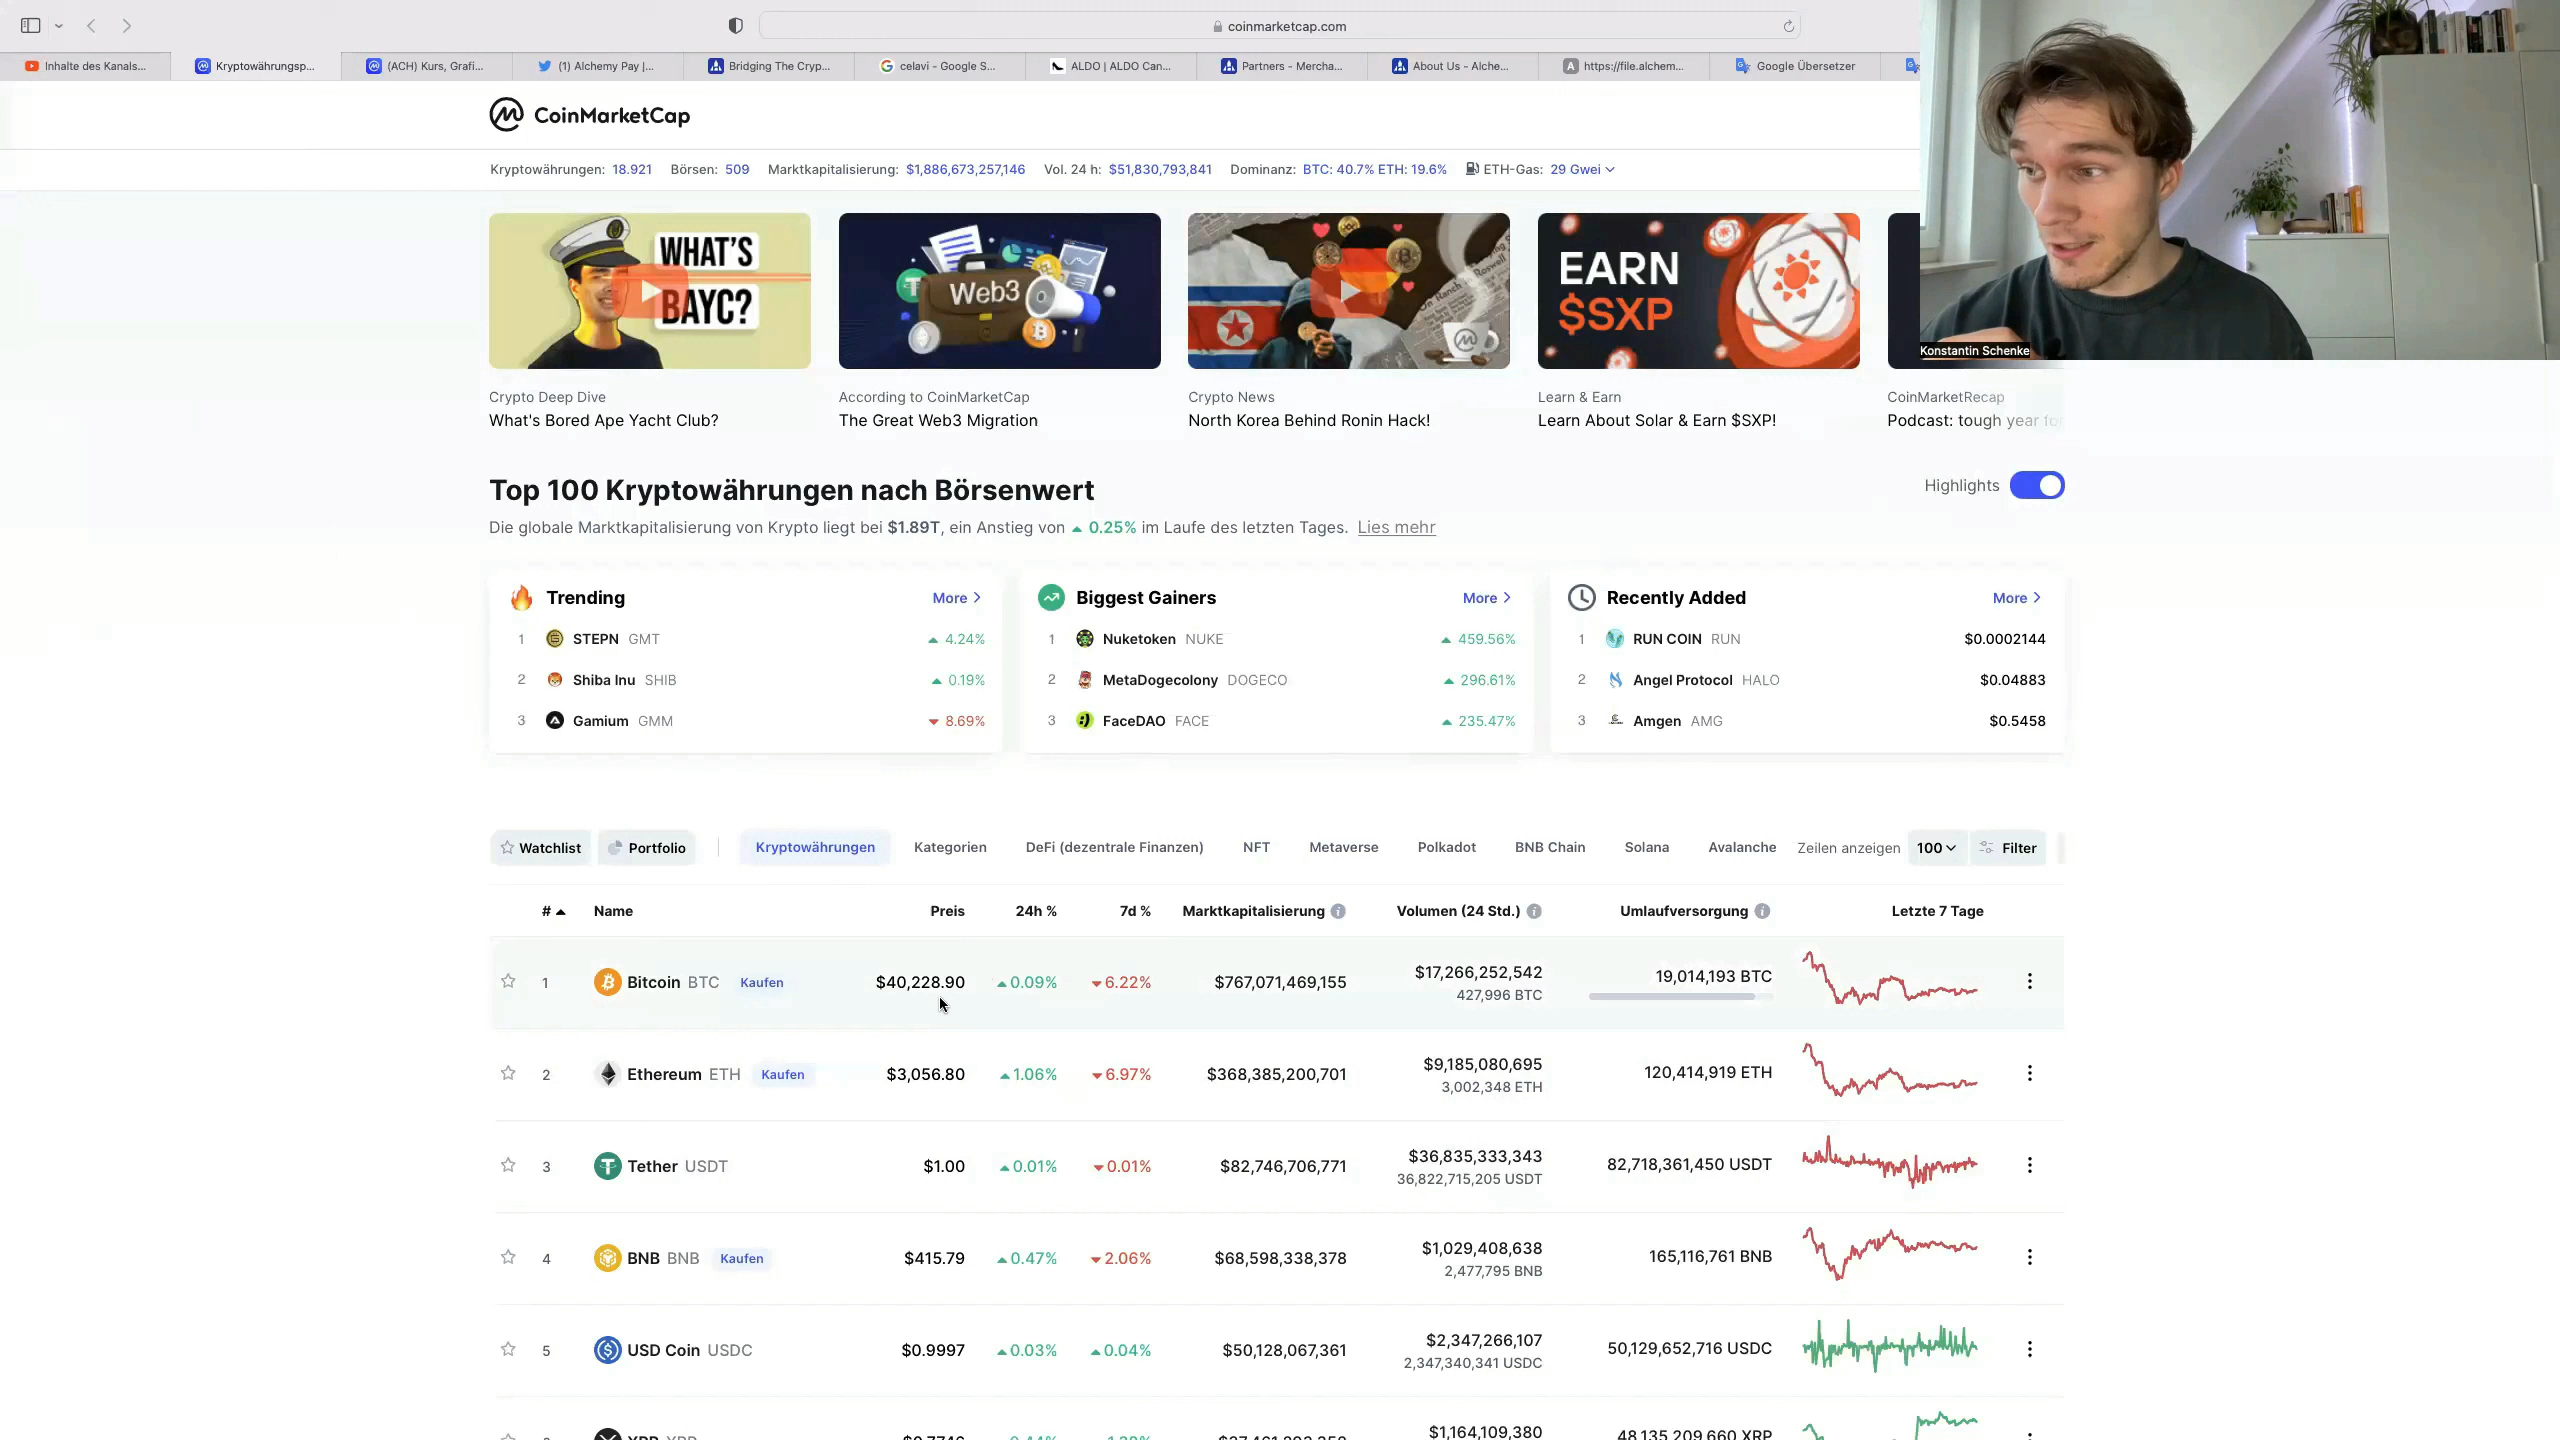 coinmarketcap.com
Inhalte des Kanals...
Kryptowährungsp...
(ACH) Kurs, Grafi...
(1) Alchemy Pay |...
Bridging The Cryp...
celavi - Google S...
ALDO | ALDO Can...
Partners - Mercha...
About Us - Alche...
https://file.alchem...
Google Übersetzer
CoinMarketCap
Kryptowährungen: 18.921 Börsen: 509 Marktkapitalisierung: $1,886,673,257,146 Vol. 24 h: $51,830,793,841 Dominanz: BTC: 40.7% ETH: 19.6% ETH-Gas: 29 Gwei
WHAT'S
BAYC?
Web3
EARN
$SXP
Konstantin Schenke
Crypto Deep Dive
What's Bored Ape Yacht Club?
According to CoinMarketCap
The Great Web3 Migration
Crypto News
North Korea Behind Ronin Hack!
Learn & Earn
Learn About Solar & Earn $SXP!
CoinMarketRecap
Podcast: tough year for
Top 100 Kryptowährungen nach Börsenwert
Highlights
Die globale Marktkapitalisierung von Krypto liegt bei $1.89T, ein Anstieg von 0.25% im Laufe des letzten Tages. Lies mehr
Trending More
1 STEPN GMT 4.24%
2 Shiba Inu SHIB 0.19%
3 Gamium GMM 8.69%
Biggest Gainers More
1 Nuketoken NUKE 459.56%
2 MetaDogecolony DOGECO 296.61%
3 FaceDAO FACE 235.47%
Recently Added More
1 RUN COIN RUN $0.0002144
2 Angel Protocol HALO $0.04883
3 Amgen AMG $0.5458
Watchlist Portfolio Kryptowährungen Kategorien DeFi (dezentrale Finanzen) NFT Metaverse Polkadot BNB Chain Solana Avalanche Zeilen anzeigen 100 Filter
# Name Preis 24h % 7d % Marktkapitalisierung Volumen (24 Std.) Umlaufversorgung Letzte 7 Tage
1 Bitcoin BTC Kaufen $40,228.90 0.09% 6.22% $767,071,469,155 $17,266,252,542 19,014,193 BTC
427,996 BTC
2 Ethereum ETH Kaufen $3,056.80 1.06% 6.97% $368,385,200,701 $9,185,080,695 120,414,919 ETH
3,002,348 ETH
3 Tether USDT $1.00 0.01% 0.01% $82,746,706,771 $36,835,333,343 82,718,361,450 USDT
36,822,715,205 USDT
4 BNB BNB Kaufen $415.79 0.47% 2.06% $68,598,338,378 $1,029,408,638 165,116,761 BNB
2,477,795 BNB
5 USD Coin USDC $0.9997 0.03% 0.04% $50,128,067,361 $2,347,266,107 50,129,652,716 USDC
2,347,340,341 USDC
$1,164,109,380 48,135,209,660 XRP